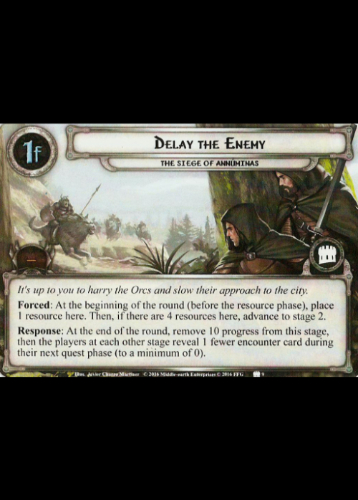 1F
DELAY THE ENEMY
THE SIEGE OF ANNÚMINAS
It's up to you to harry the Orcs and slow their approach to the city.
Forced: At the beginning of the round (before the resource phase), place
1 resource here. Then, if there are 4 resources here, advance to stage 2.
Response: At the end of the round, remove 10 progress from this stage,
then the players at each other stage reveal 1 fewer encounter card during
their next quest phase (to a minimum of 0).
© 2016 Middle-earth Enterprises © 2016 FFG